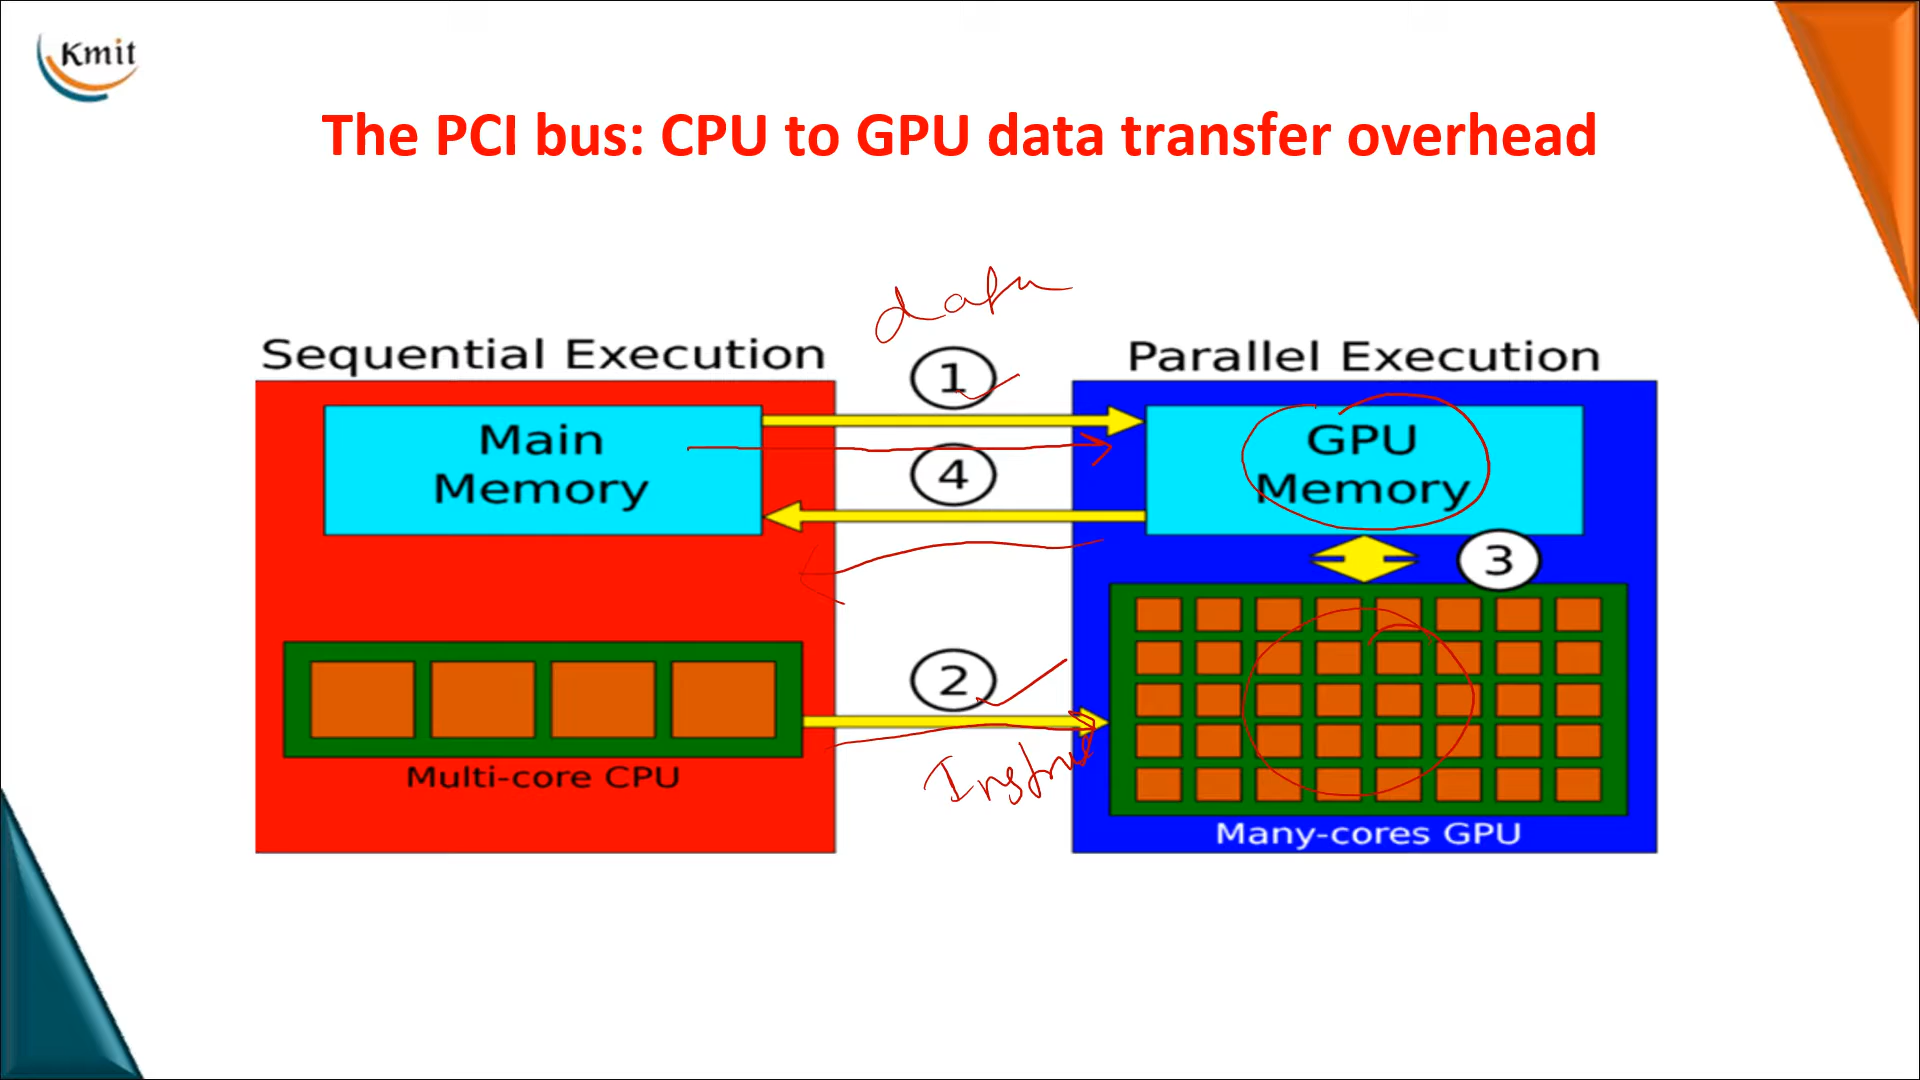 Kmit
The PCI bus: CPU to GPU data transfer overhead
data
Sequential Execution
1
Parallel Execution
Main
Memory
GPU
Memory
4
3
2
Instru
Multi-core CPU
Many-cores GPU